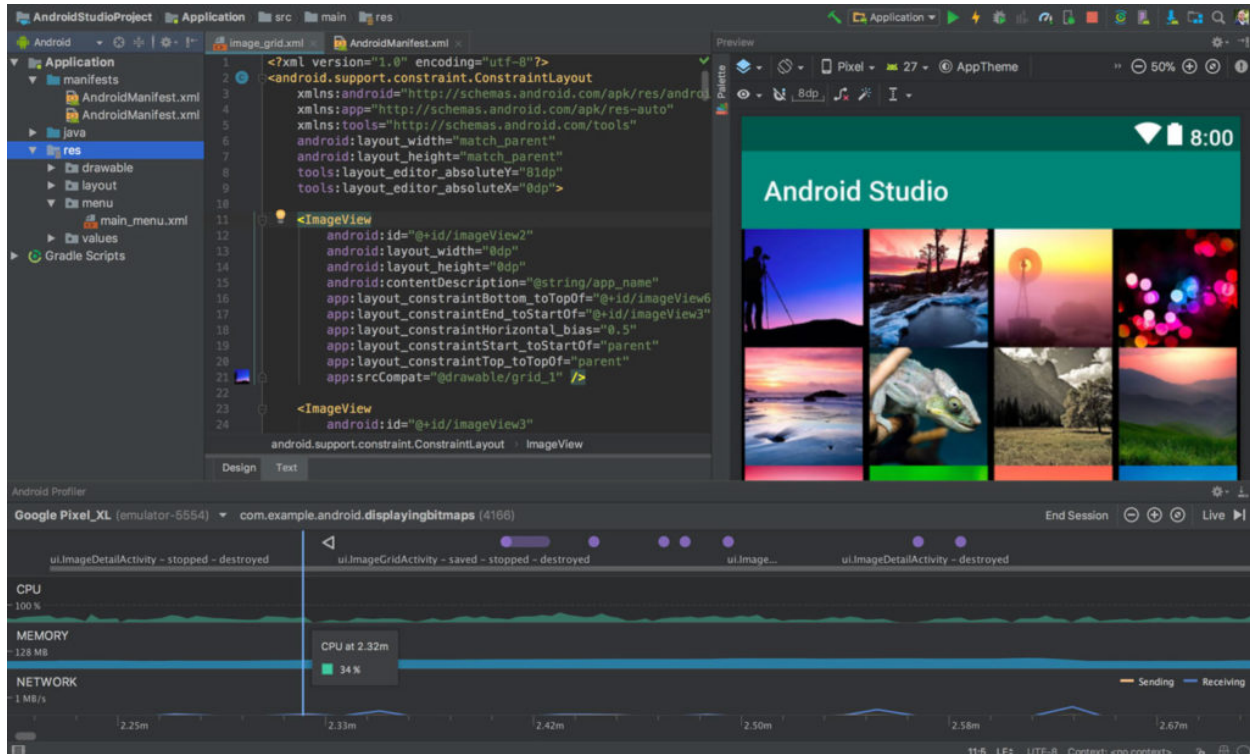 AndroidStudioProject Application src main res Application
Android image_grid.xml AndroidManifest.xml Preview
Application
manifests
AndroidManifest.xml
AndroidManifest.xml
java
res
drawable
layout
menu
main_menu.xml
values
Gradle Scripts
1 <?xml version="1.0" encoding="utf-8"?>
2 <android.support.constraint.ConstraintLayout
3 xmlns:android="http://schemas.android.com/apk/res/androi
4 xmlns:app="http://schemas.android.com/apk/res-auto"
5 xmlns:tools="http://schemas.android.com/tools"
6 android:layout_width="match_parent"
7 android:layout_height="match_parent"
8 tools:layout_editor_absoluteY="81dp"
9 tools:layout_editor_absoluteX="0dp">
10
11 <ImageView
12 android:id="@+id/imageView2"
13 android:layout_width="0dp"
14 android:layout_height="0dp"
15 android:contentDescription="@string/app_name"
16 app:layout_constraintBottom_toTopOf="@+id/imageView6
17 app:layout_constraintEnd_toStartOf="@+id/imageView3"
18 app:layout_constraintHorizontal_bias="0.5"
19 app:layout_constraintStart_toStartOf="parent"
20 app:layout_constraintTop_toTopOf="parent"
21 app:srcCompat="@drawable/grid_1" />
22
23 <ImageView
24 android:id="@+id/imageView3"
android.support.constraint.ConstraintLayout ImageView
Design Text
Palette
Pixel 27 AppTheme 50%
8dp
8:00
Android Studio
Android Profiler
Google Pixel_XL (emulator-5554) com.example.android.displayingbitmaps (4166) End Session Live
ui.ImageDetailActivity - stopped - destroyed ui.ImageGridActivity - saved - stopped - destroyed ui.Image... ui.ImageDetailActivity - destroyed
CPU
100 %
MEMORY
128 MB
CPU at 2.32m
34 %
NETWORK
Sending Receiving
1 MB/s
2.25m 2.33m 2.42m 2.50m 2.58m 2.67m
11:5 LF÷ UTF-8 Context: <no context>